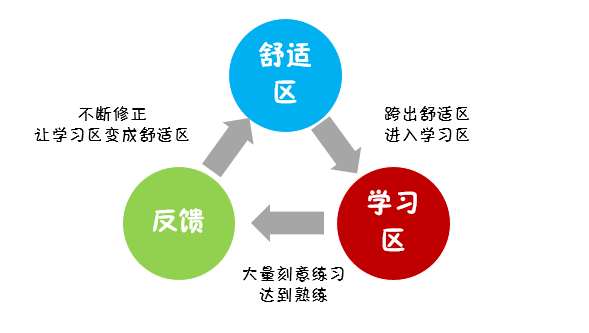 舒适
区
不断修正
让学习区变成舒适区
跨出舒适区
进入学习区
反馈
学习
区
大量刻意练习
达到熟练